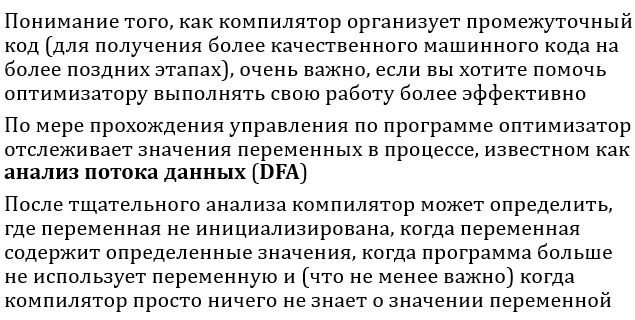 Понимание того, как компилятор организует промежуточный
код (для получения более качественного машинного кода на
более поздних этапах), очень важно, если вы хотите помочь
оптимизатору выполнять свою работу более эффективно
По мере прохождения управления по программе оптимизатор
отслеживает значения переменных в процессе, известном как
анализ потока данных (DFA)
После тщательного анализа компилятор может определить,
где переменная не инициализирована, когда переменная
содержит определенные значения, когда программа больше
не использует переменную и (что не менее важно) когда
компилятор просто ничего не знает о значении переменной